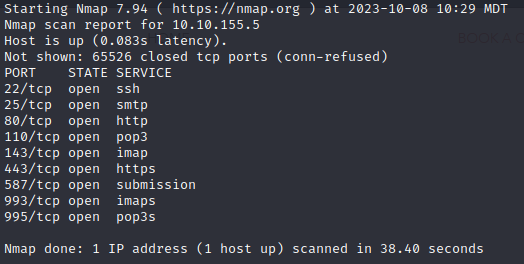 Starting Nmap 7.94 ( https://nmap.org ) at 2023-10-08 10:29 MDT
Nmap scan report for 10.10.155.5
Host is up (0.083s latency).
Not shown: 65526 closed tcp ports (conn-refused)
PORT    STATE SERVICE
22/tcp  open  ssh
25/tcp  open  smtp
80/tcp  open  http
110/tcp open  pop3
143/tcp open  imap
443/tcp open  https
587/tcp open  submission
993/tcp open  imaps
995/tcp open  pop3s
Nmap done: 1 IP address (1 host up) scanned in 38.40 seconds